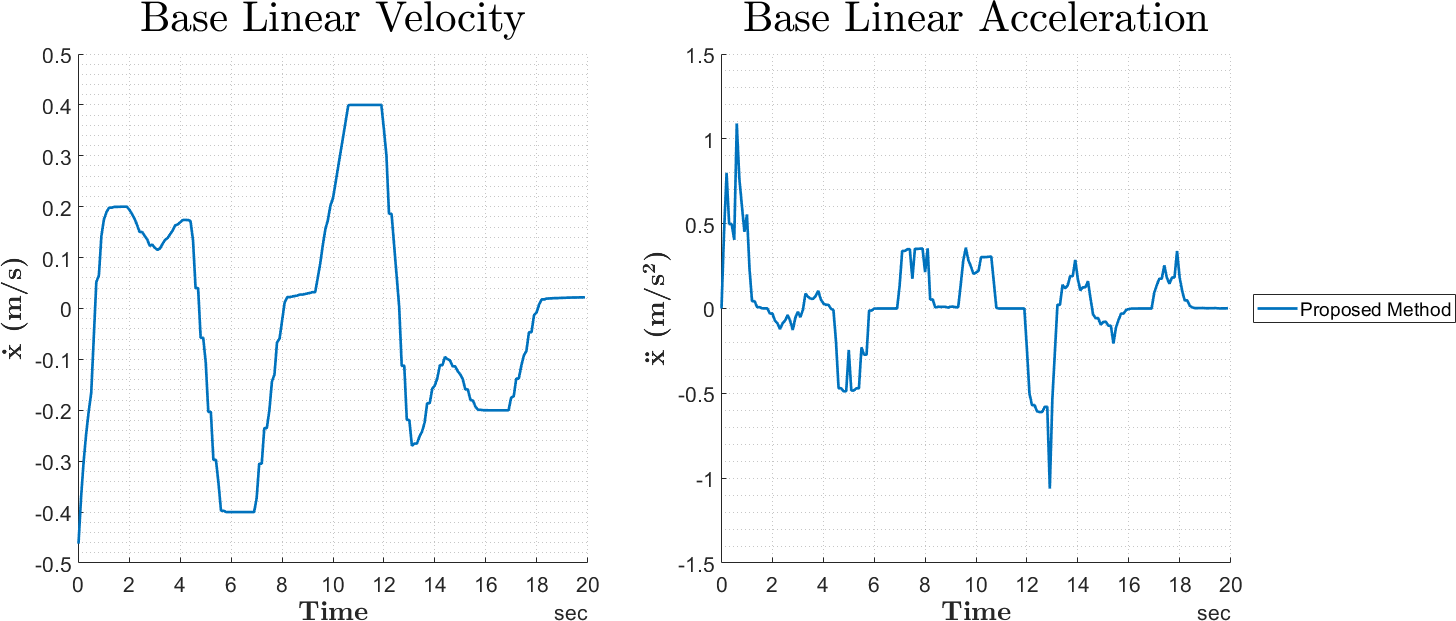 Base Linear Velocity
0.5
0.4
0.3
0.2
0.1
0
-0.1
-0.2
-0.3
-0.4
-0.5
ẋ (m/s)
0 2 4 6 8 10 12 14 16 18 20
Time
sec
Base Linear Acceleration
1.5
1
0.5
0
-0.5
-1
-1.5
ẍ (m/s²)
0 2 4 6 8 10 12 14 16 18 20
Time
sec
Proposed Method